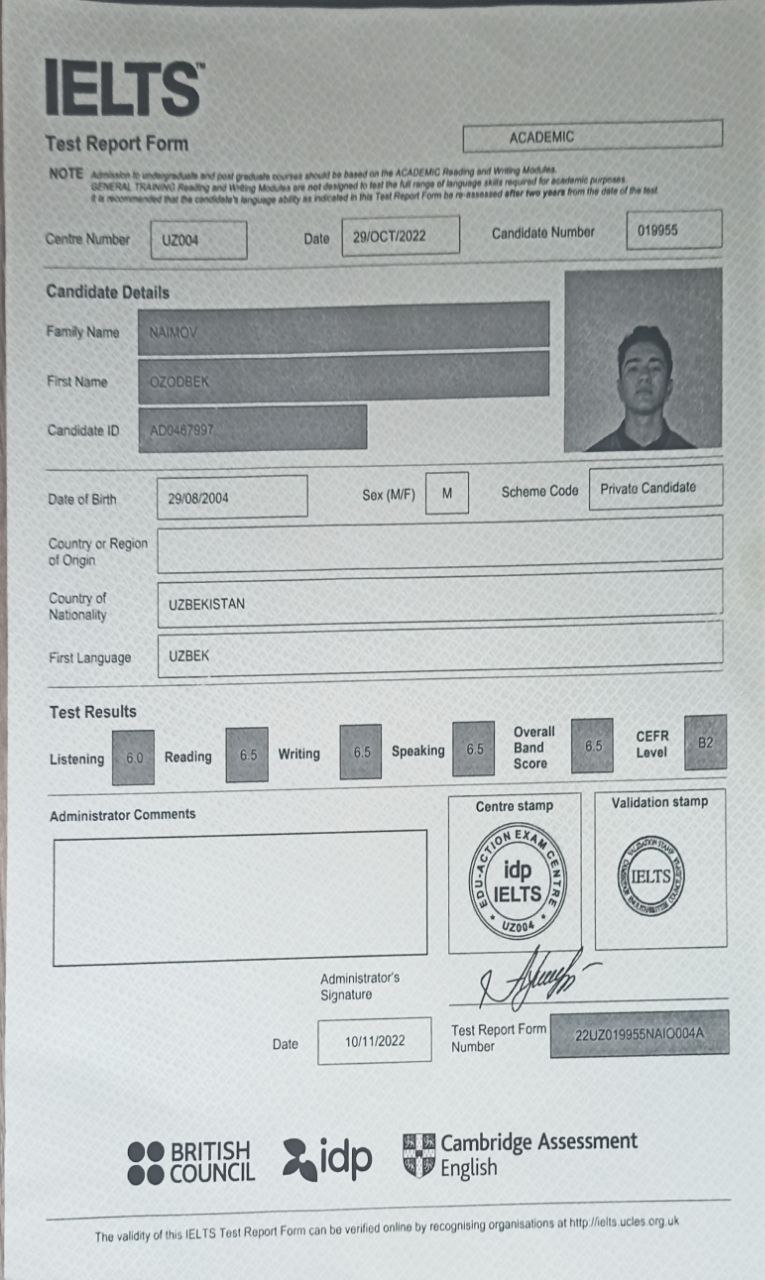 IELTS™
Test Report Form
ACADEMIC
NOTE Admission to undergraduate and post graduate courses should be based on the ACADEMIC Reading and Writing Modules.
GENERAL TRAINING Reading and Writing Modules are not designed to test the full range of language skills required for academic purposes.
It is recommended that the candidate's language ability as indicated in this Test Report Form be re-assessed after two years from the date of the test.
Centre Number UZ004 Date 29/OCT/2022 Candidate Number 019955
Candidate Details
Family Name NAIMOV
First Name OZODBEK
Candidate ID AD0467997
Date of Birth 29/08/2004 Sex (M/F) M Scheme Code Private Candidate
Country or Region
of Origin
Country of
Nationality UZBEKISTAN
First Language UZBEK
Test Results
Listening 6.0 Reading 6.5 Writing 6.5 Speaking 6.5 Overall Band Score 6.5 CEFR Level B2
Administrator Comments
Centre stamp
EDU-ACTION EXAM CENTRE
idp
IELTS
UZ004
Validation stamp
IELTS
Administrator's
Signature
Date 10/11/2022
Test Report Form
Number 22UZ019955NAIO004A
BRITISH
COUNCIL
idp
Cambridge Assessment
English
The validity of this IELTS Test Report Form can be verified online by recognising organisations at http://ielts.ucles.org.uk